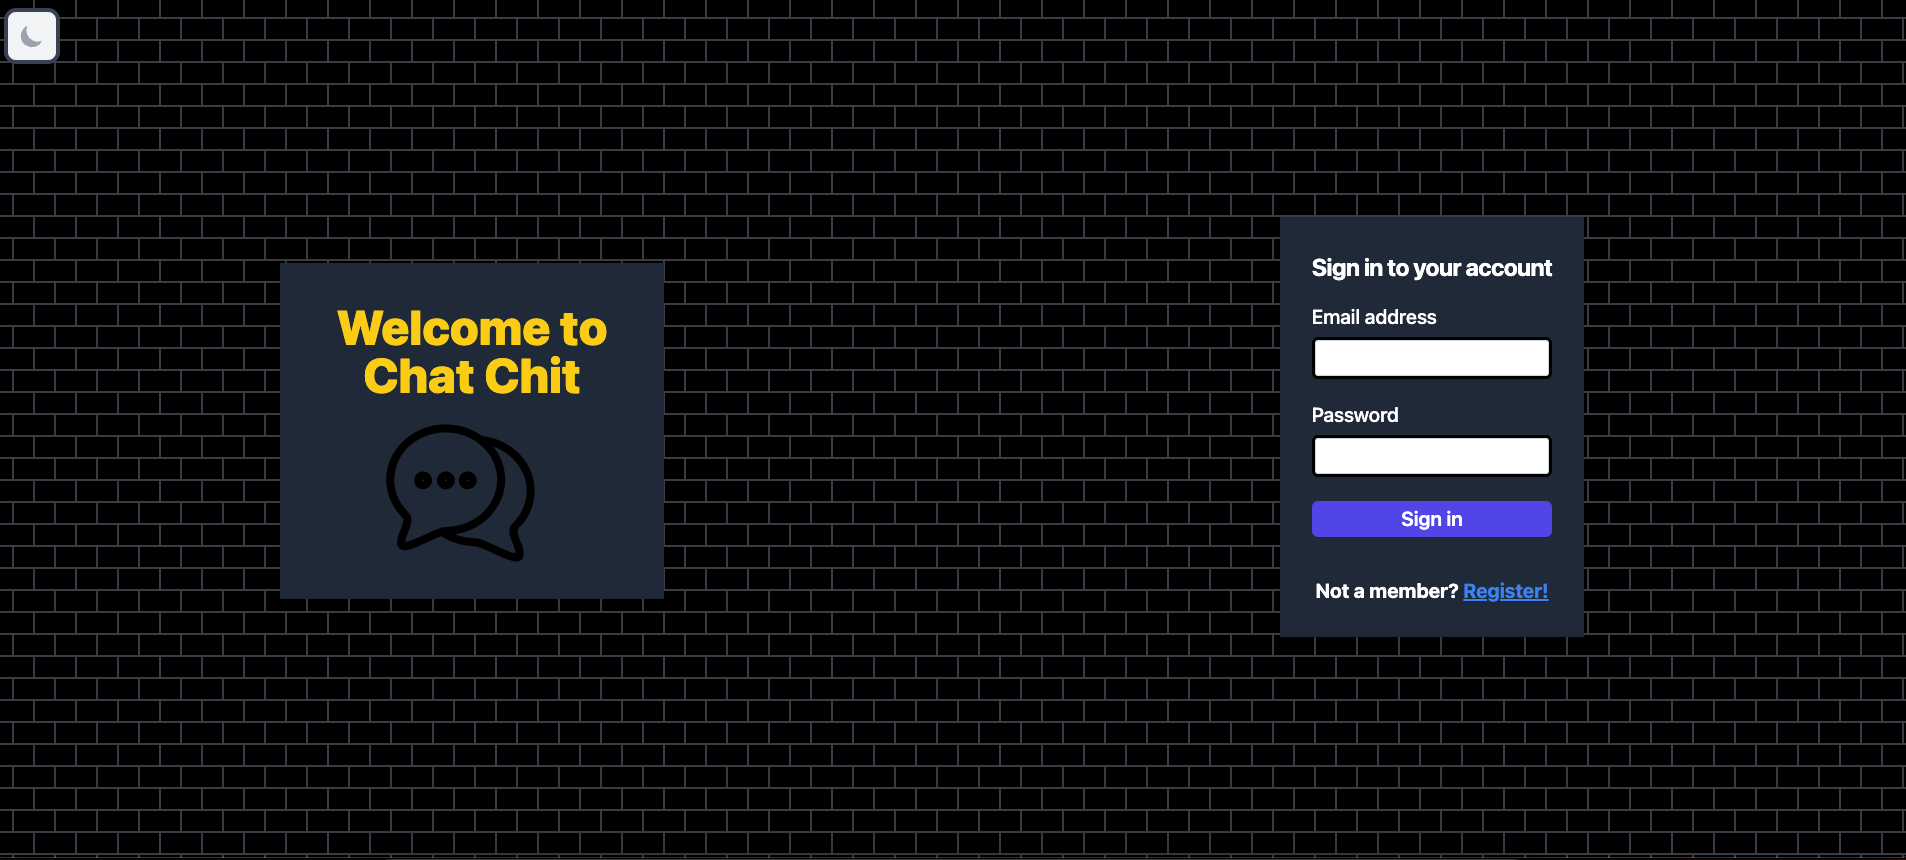 Welcome to
Chat Chit
Sign in to your account
Email address
Password
Sign in
Not a member? Register!